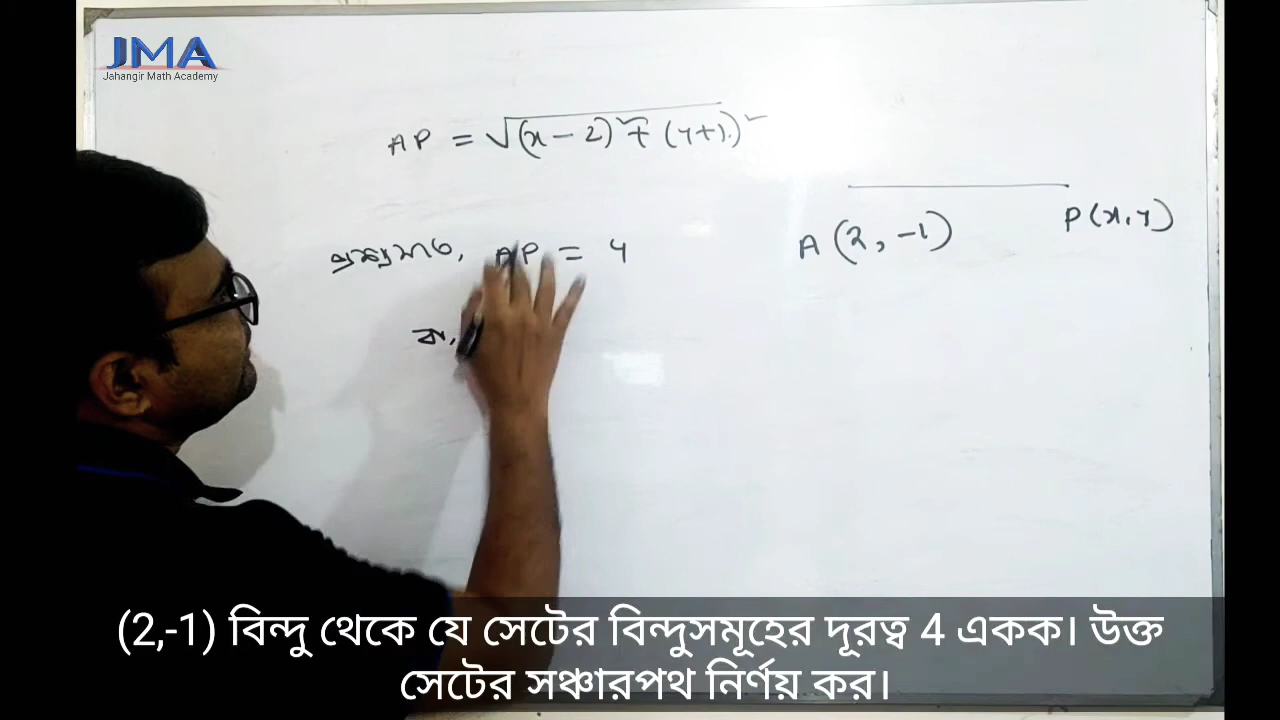 JMA
Jahangir Math Academy
AP = √(x-2)² + (y+1)²
A (2, -1)
P(x, y)
প্রশ্নমতে, AP = 4
বা,
(2,-1) বিন্দু থেকে যে সেটের বিন্দুসমূহের দূরত্ব 4 একক। উক্ত
সেটের সঞ্চারপথ নির্ণয় কর।